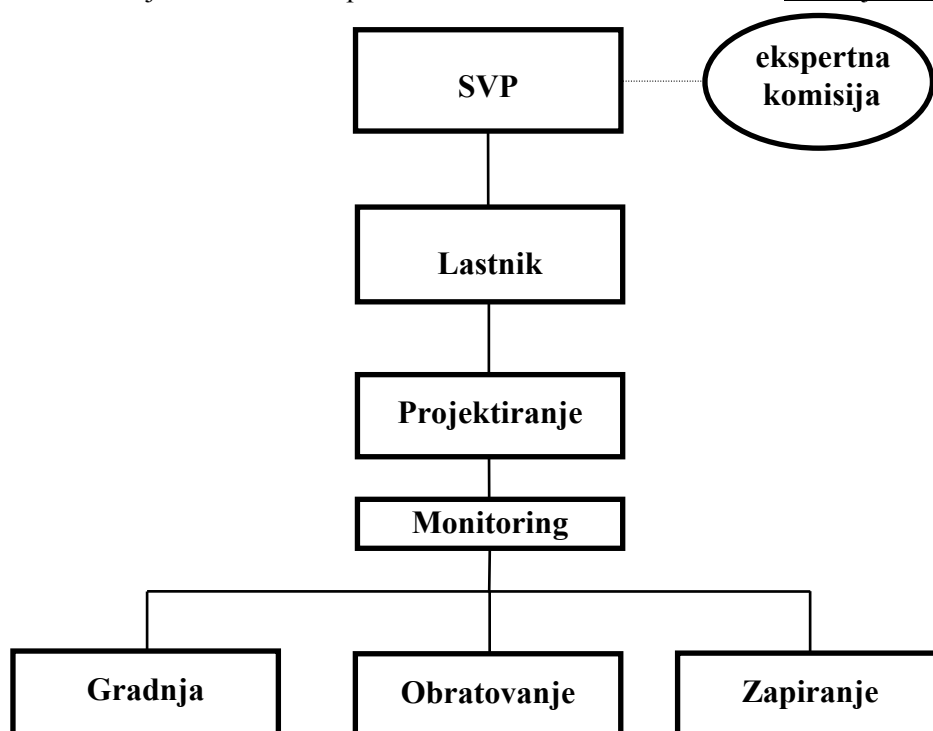 SVP
ekspertna
komisija
Lastnik
Projektiranje
Monitoring
Gradnja
Obratovanje
Zapiranje